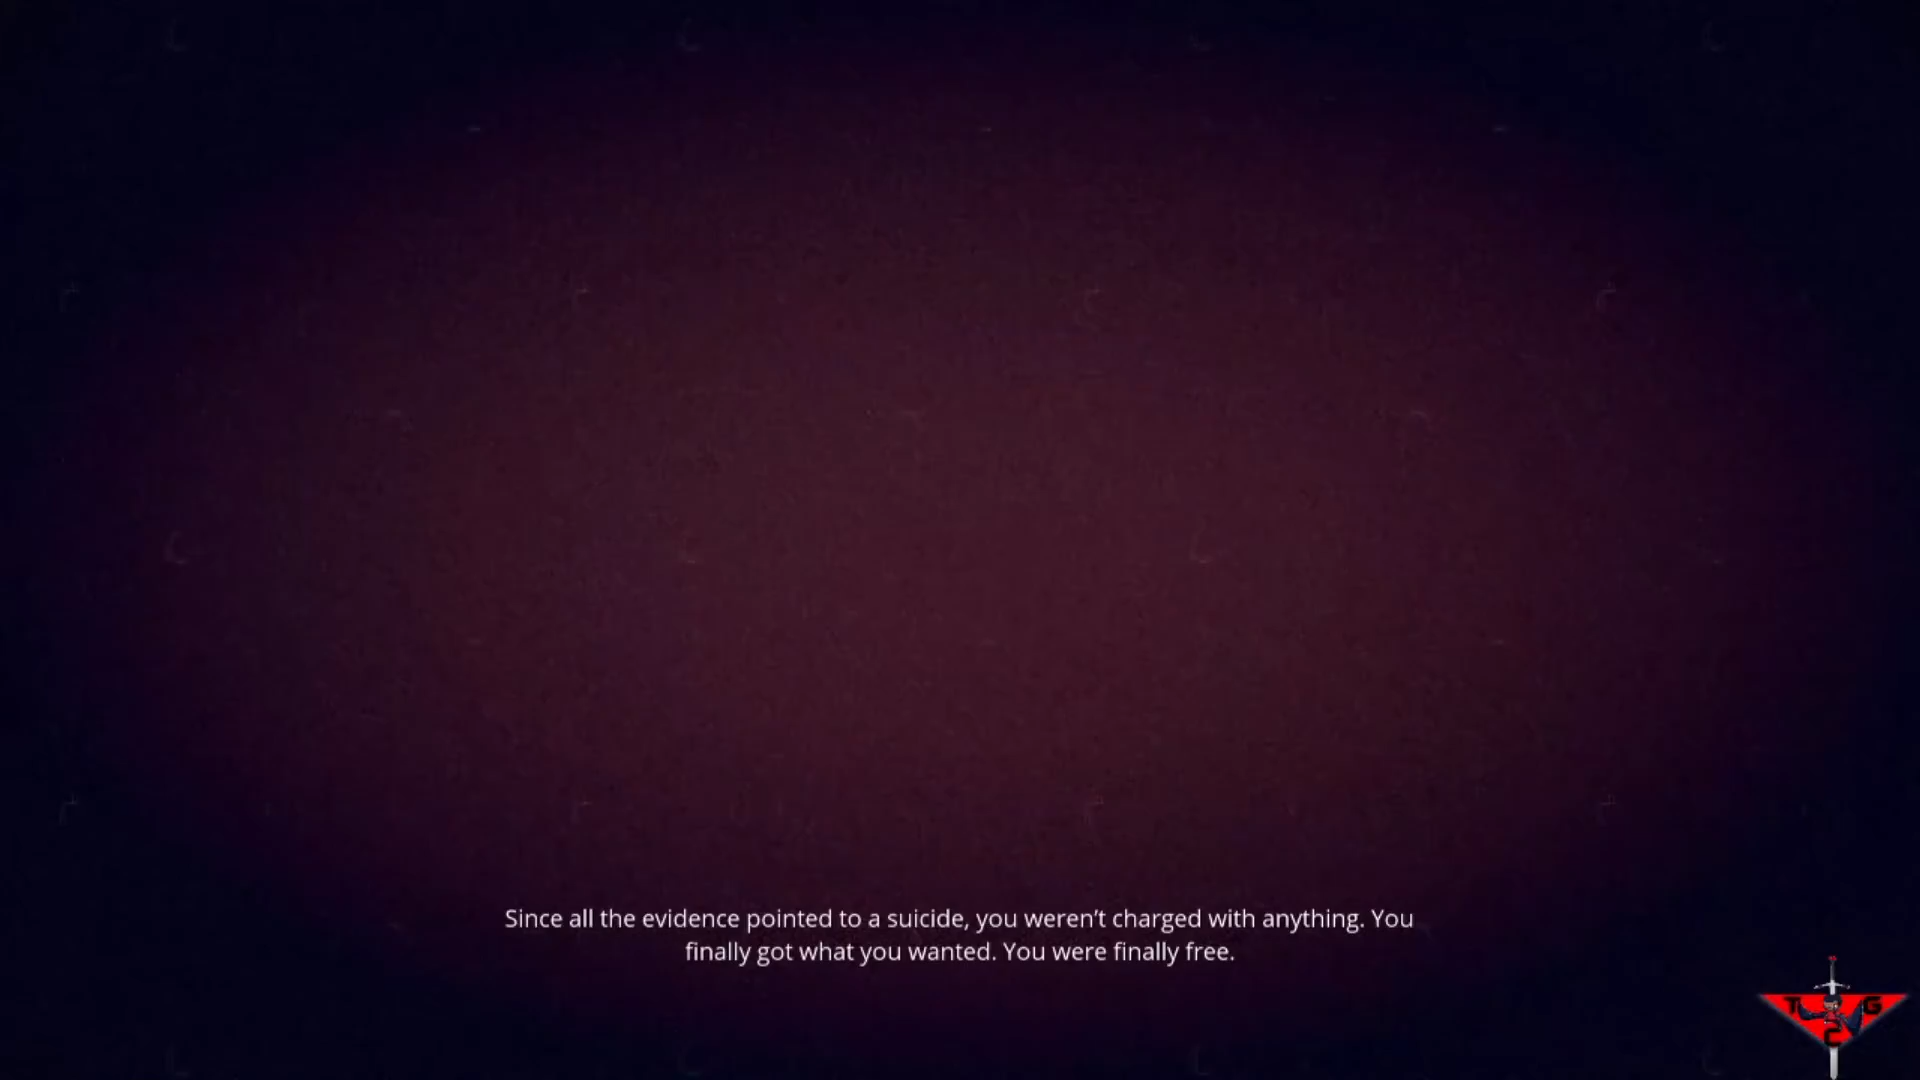 Since all the evidence pointed to a suicide, you weren’t charged with anything. You
finally got what you wanted. You were finally free.
T G
2